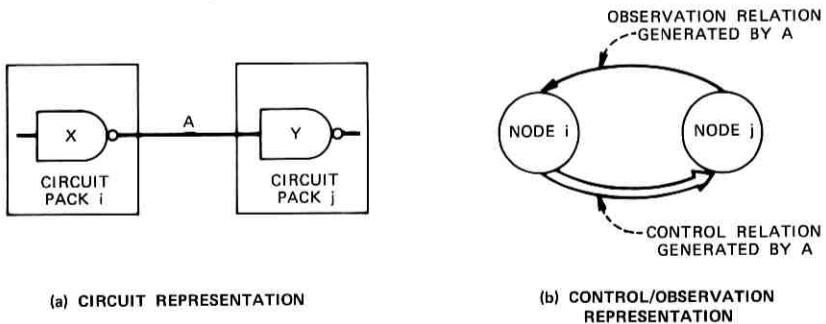 X
A
Y
CIRCUIT
PACK i
CIRCUIT
PACK j
(a) CIRCUIT REPRESENTATION
OBSERVATION RELATION
GENERATED BY A
NODE i
NODE j
CONTROL RELATION
GENERATED BY A
(b) CONTROL/OBSERVATION
REPRESENTATION